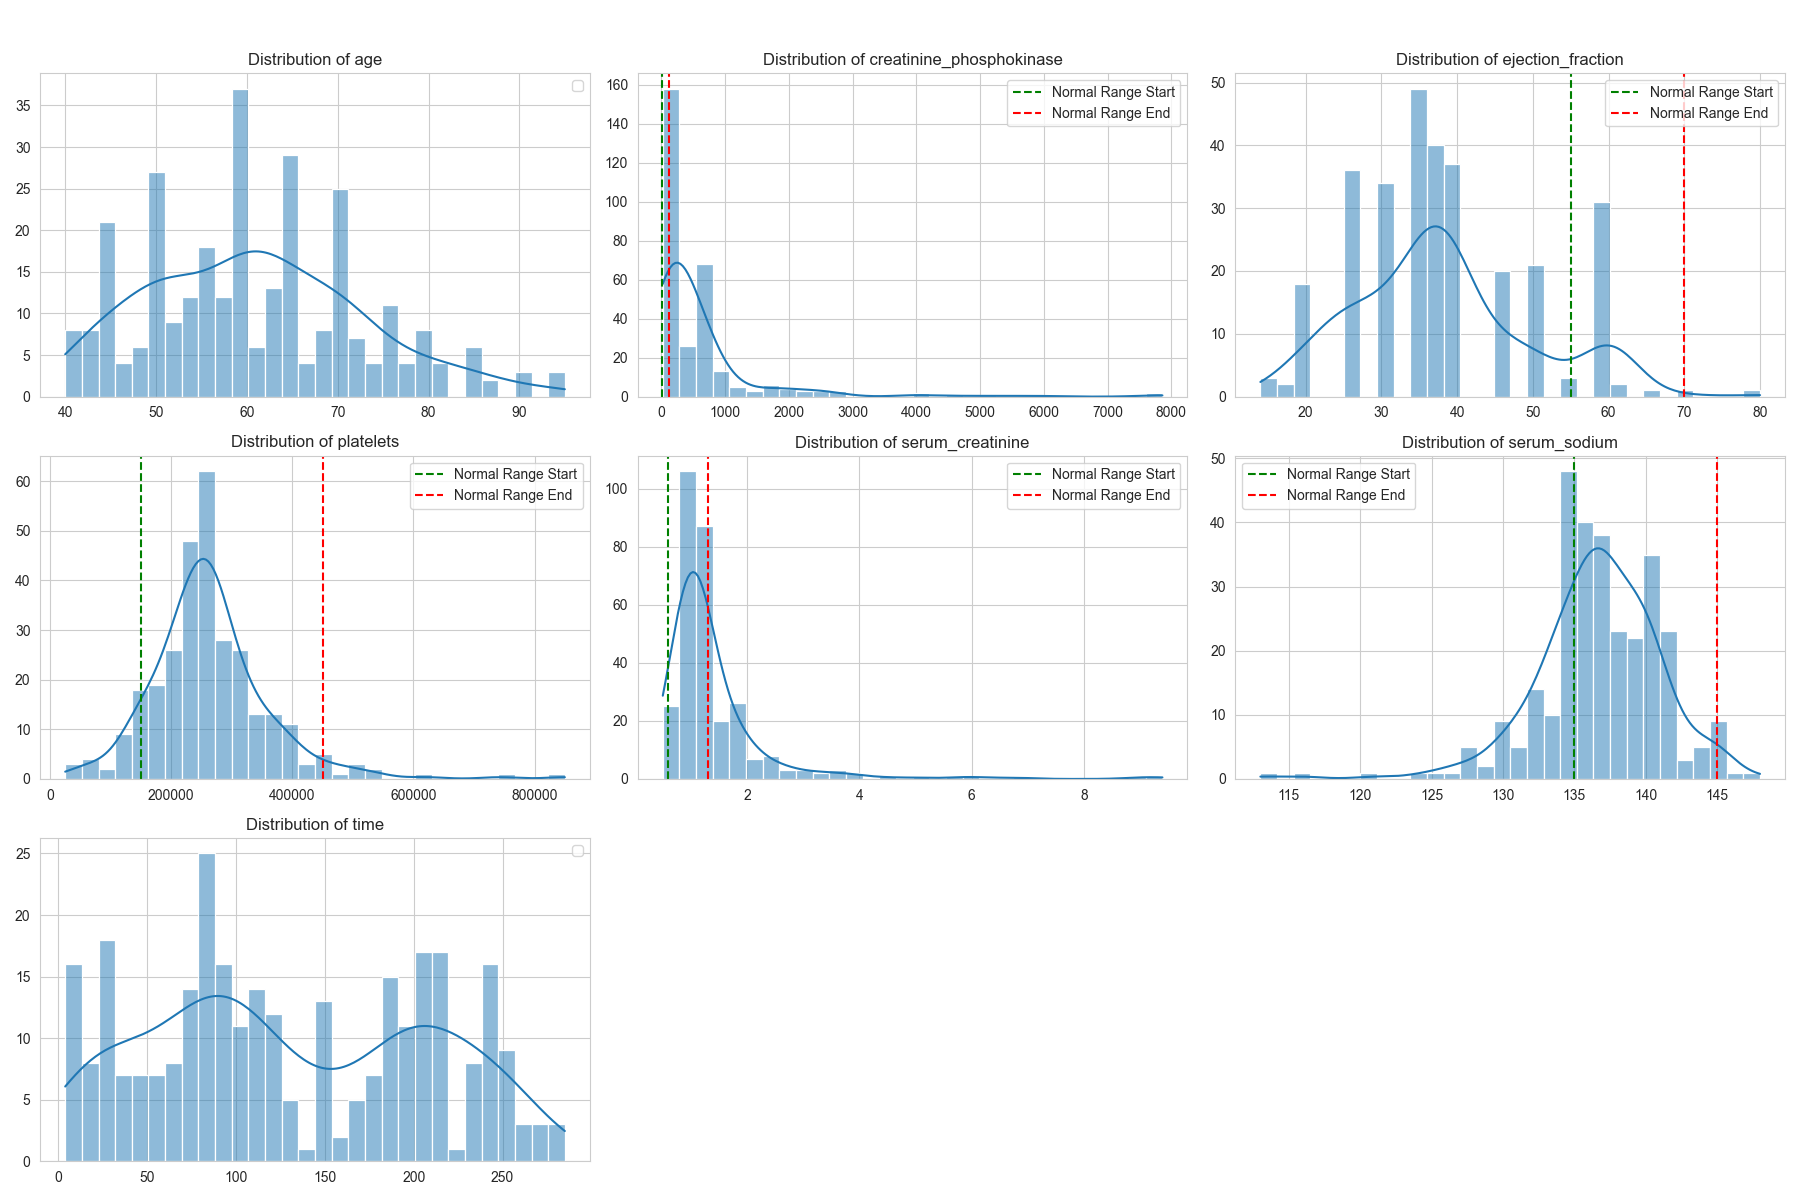 Distribution of age
35
30
25
20
15
10
5
0
40 50 60 70 80 90
Distribution of creatinine_phosphokinase
Normal Range Start
Normal Range End
160
140
120
100
80
60
40
20
0
0 1000 2000 3000 4000 5000 6000 7000 8000
Distribution of ejection_fraction
Normal Range Start
Normal Range End
50
40
30
20
10
0
20 30 40 50 60 70 80
Distribution of platelets
Normal Range Start
Normal Range End
60
50
40
30
20
10
0
0 200000 400000 600000 800000
Distribution of serum_creatinine
Normal Range Start
Normal Range End
100
80
60
40
20
0
2 4 6 8
Distribution of serum_sodium
Normal Range Start
Normal Range End
50
40
30
20
10
0
115 120 125 130 135 140 145
Distribution of time
25
20
15
10
5
0
0 50 100 150 200 250